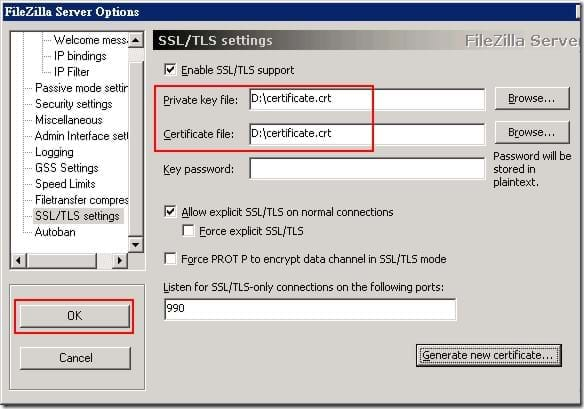 FileZilla Server Options
Welcome messa
IP bindings
IP Filter
Passive mode settin
Security settings
Miscellaneous
Admin Interface set
Logging
GSS Settings
Speed Limits
Filetransfer compres
SSL/TLS settings
Autoban
OK
Cancel
SSL/TLS settings
FileZilla Server
Enable SSL/TLS support
Private key file: D:\certificate.crt Browse...
Certificate file: D:\certificate.crt Browse...
Key password: Password will be
stored in
plaintext.
Allow explicit SSL/TLS on normal connections
Force explicit SSL/TLS
Force PROT P to encrypt data channel in SSL/TLS mode
Listen for SSL/TLS-only connections on the following ports:
990
Generate new certificate...